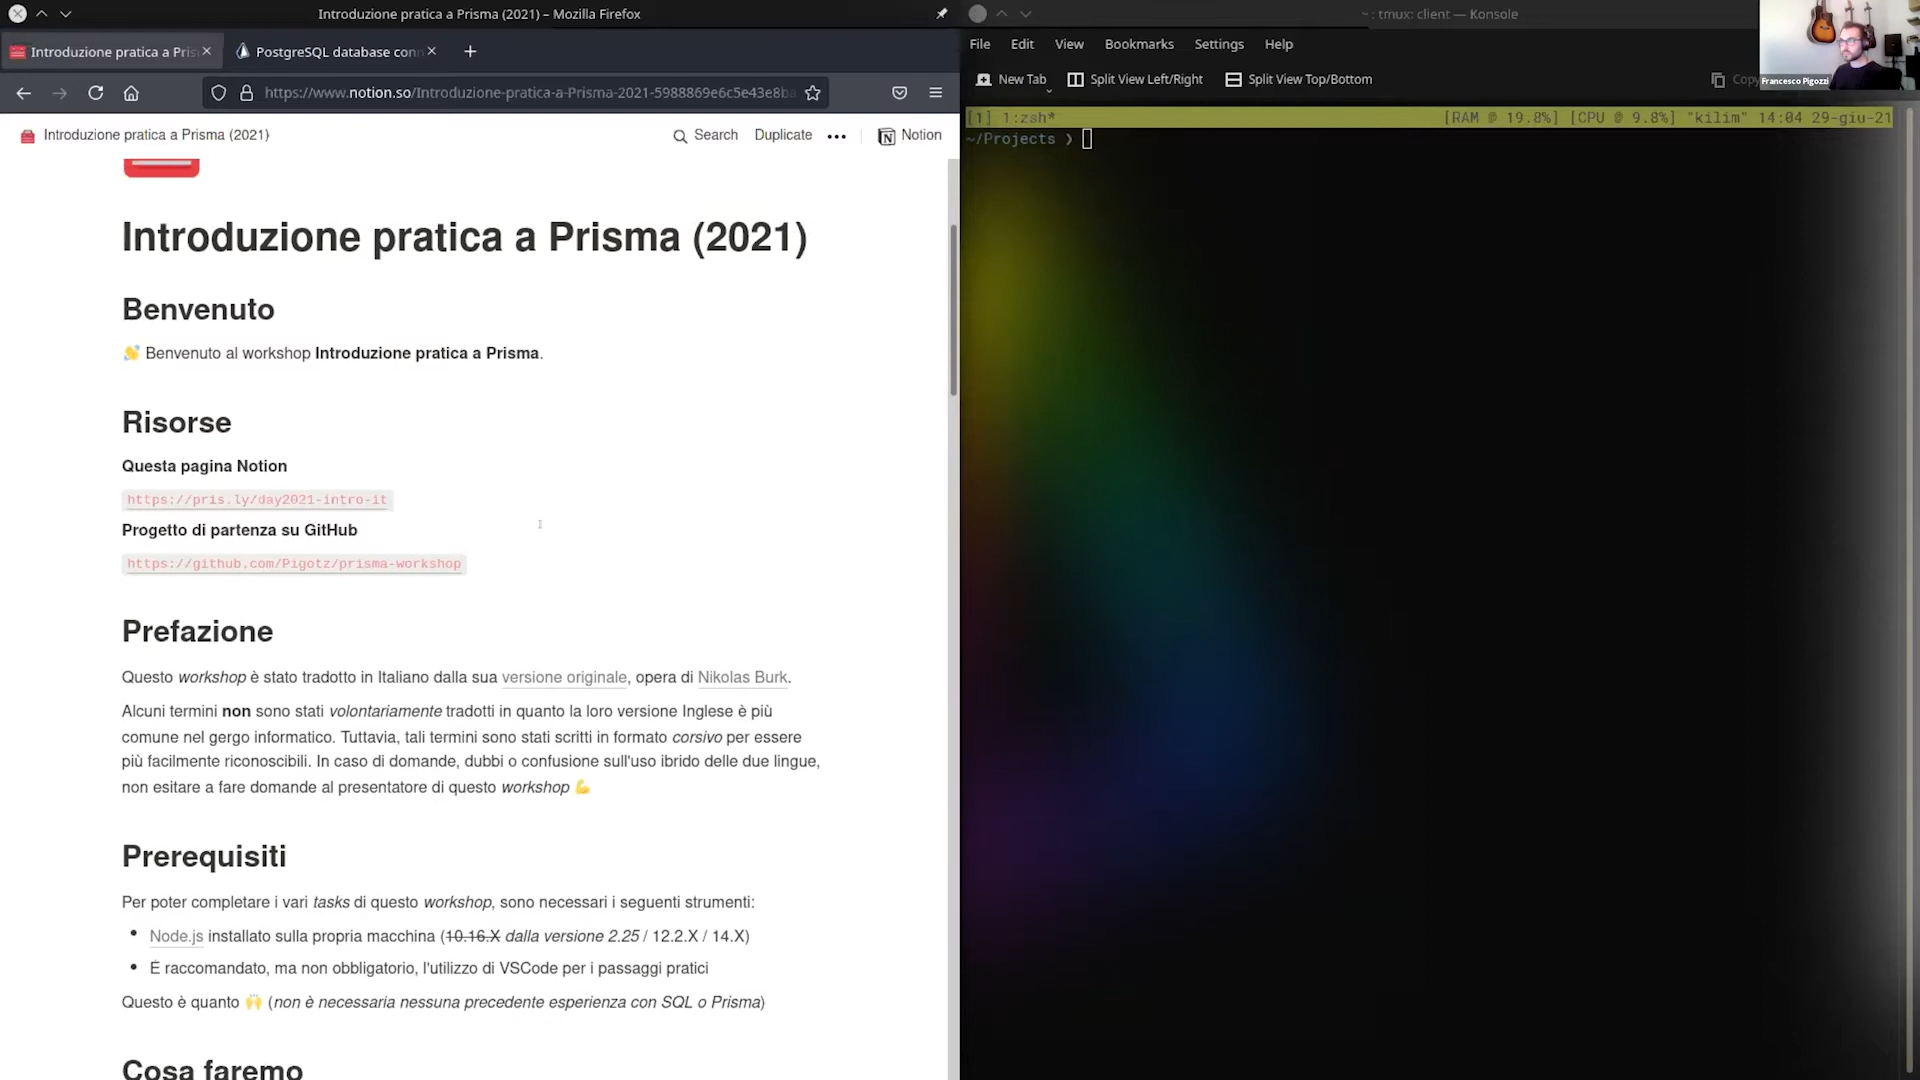 Introduzione pratica a Prisma (2021) – Mozilla Firefox
Introduzione pratica a Pris
PostgreSQL database conn
https://www.notion.so/Introduzione-pratica-a-Prisma-2021-5988869e6c5e43e8ba
Introduzione pratica a Prisma (2021)
Search
Duplicate
Notion
Introduzione pratica a Prisma (2021)
Benvenuto
👋 Benvenuto al workshop Introduzione pratica a Prisma.
Risorse
Questa pagina Notion
https://pris.ly/day2021-intro-it
Progetto di partenza su GitHub
https://github.com/Pigotz/prisma-workshop
Prefazione
Questo workshop è stato tradotto in Italiano dalla sua versione originale, opera di Nikolas Burk.
Alcuni termini non sono stati volontariamente tradotti in quanto la loro versione Inglese è più
comune nel gergo informatico. Tuttavia, tali termini sono stati scritti in formato corsivo per essere
più facilmente riconoscibili. In caso di domande, dubbi o confusione sull'uso ibrido delle due lingue,
non esitare a fare domande al presentatore di questo workshop 💪
Prerequisiti
Per poter completare i vari tasks di questo workshop, sono necessari i seguenti strumenti:
• Node.js installato sulla propria macchina (10.16.X dalla versione 2.25 / 12.2.X / 14.X)
• È raccomandato, ma non obbligatorio, l'utilizzo di VSCode per i passaggi pratici
Questo è quanto 🙌 (non è necessaria nessuna precedente esperienza con SQL o Prisma)
Cosa faremo
~ : tmux: client — Konsole
File Edit View Bookmarks Settings Help
New Tab
Split View Left/Right
Split View Top/Bottom
Copy
Francesco Pigozzi
[1] 1:zsh*
[RAM @ 19.8%] [CPU @ 9.8%] "kilim" 14:04 29-giu-21
~/Projects ❯